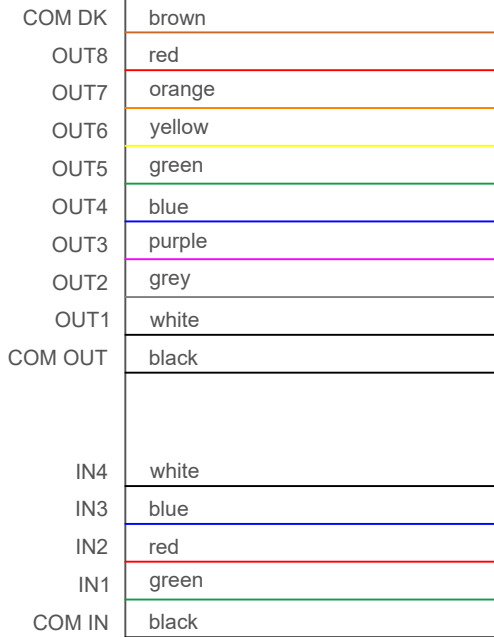 COM DK brown
OUT8 red
OUT7 orange
OUT6 yellow
OUT5 green
OUT4 blue
OUT3 purple
OUT2 grey
OUT1 white
COM OUT black
IN4 white
IN3 blue
IN2 red
IN1 green
COM IN black